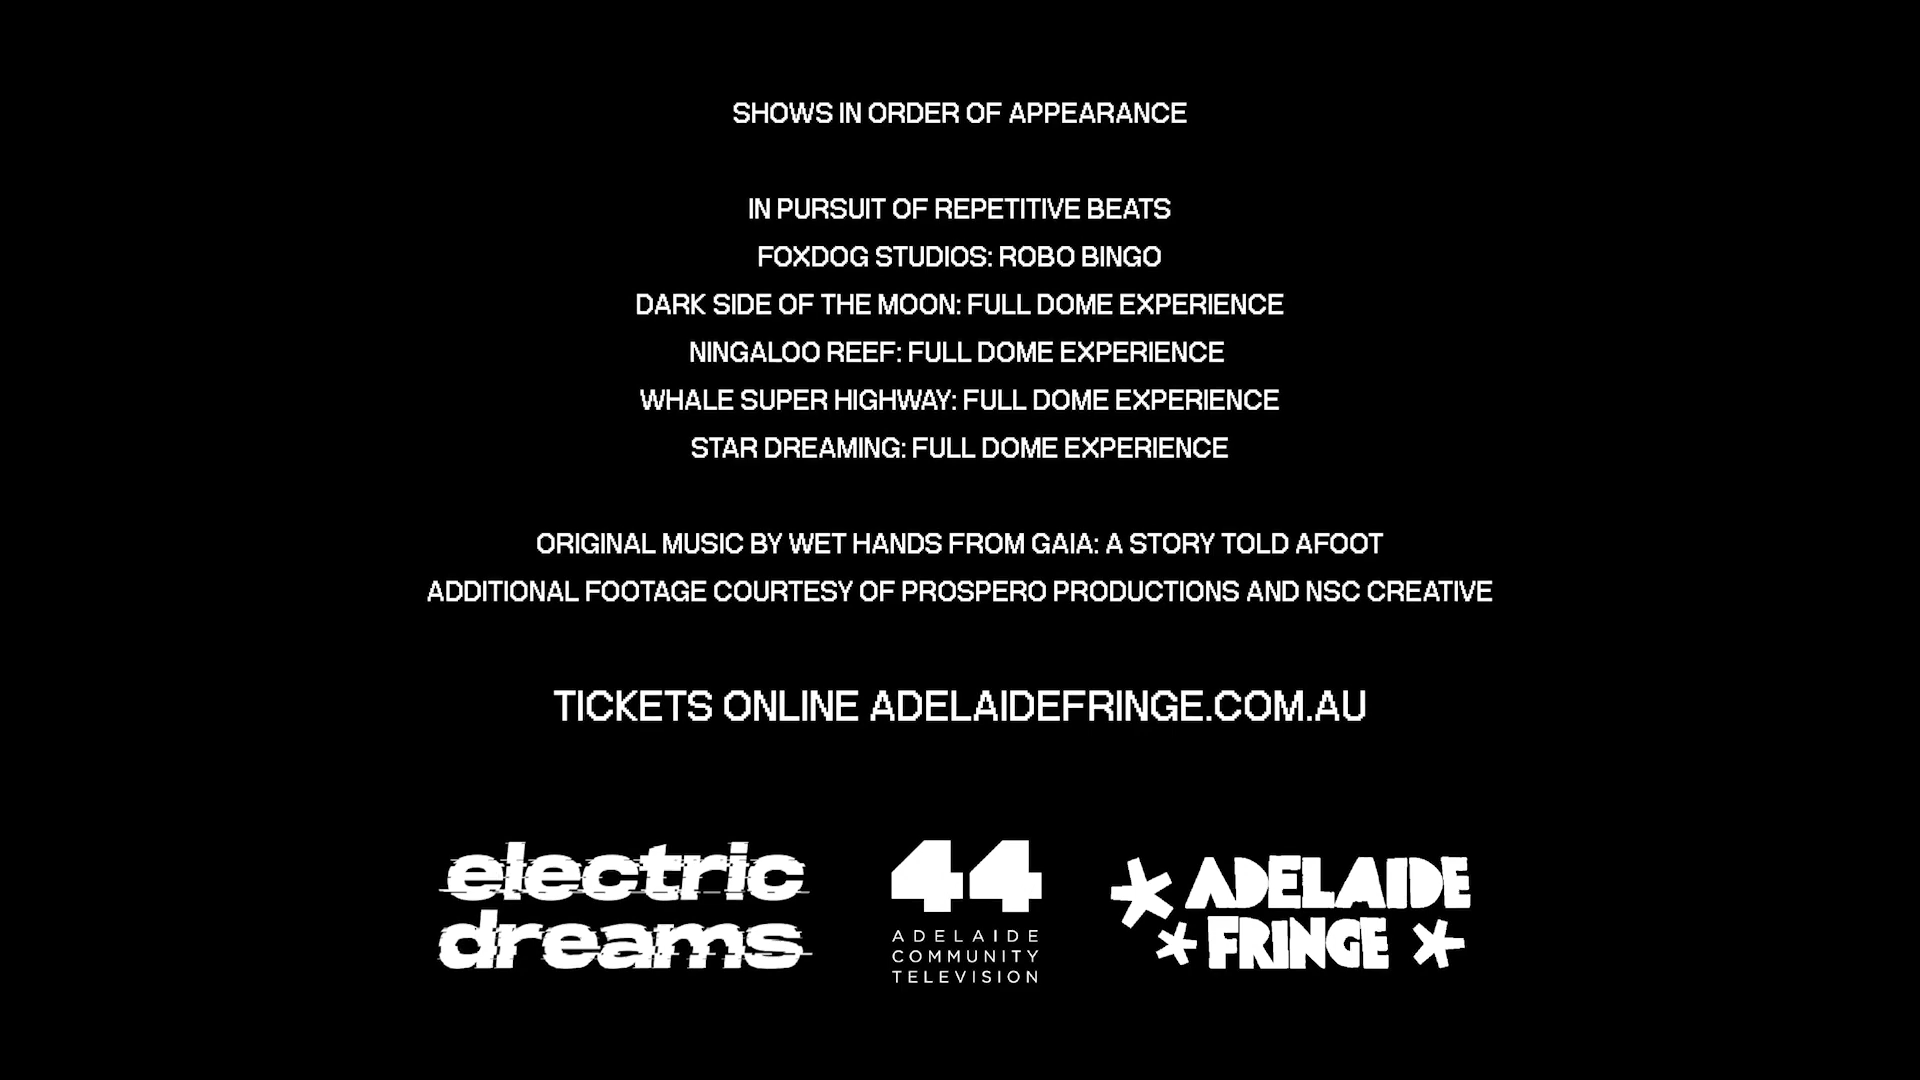 SHOWS IN ORDER OF APPEARANCE
IN PURSUIT OF REPETITIVE BEATS
FOXDOG STUDIOS: ROBO BINGO
DARK SIDE OF THE MOON: FULL DOME EXPERIENCE
NINGALOO REEF: FULL DOME EXPERIENCE
WHALE SUPER HIGHWAY: FULL DOME EXPERIENCE
STAR DREAMING: FULL DOME EXPERIENCE
ORIGINAL MUSIC BY WET HANDS FROM GAIA: A STORY TOLD AFOOT
ADDITIONAL FOOTAGE COURTESY OF PROSPERO PRODUCTIONS AND NSC CREATIVE
TICKETS ONLINE ADELAIDEFRINGE.COM.AU
electric
dreams
44
ADELAIDE
COMMUNITY
TELEVISION
ADELAIDE
FRINGE